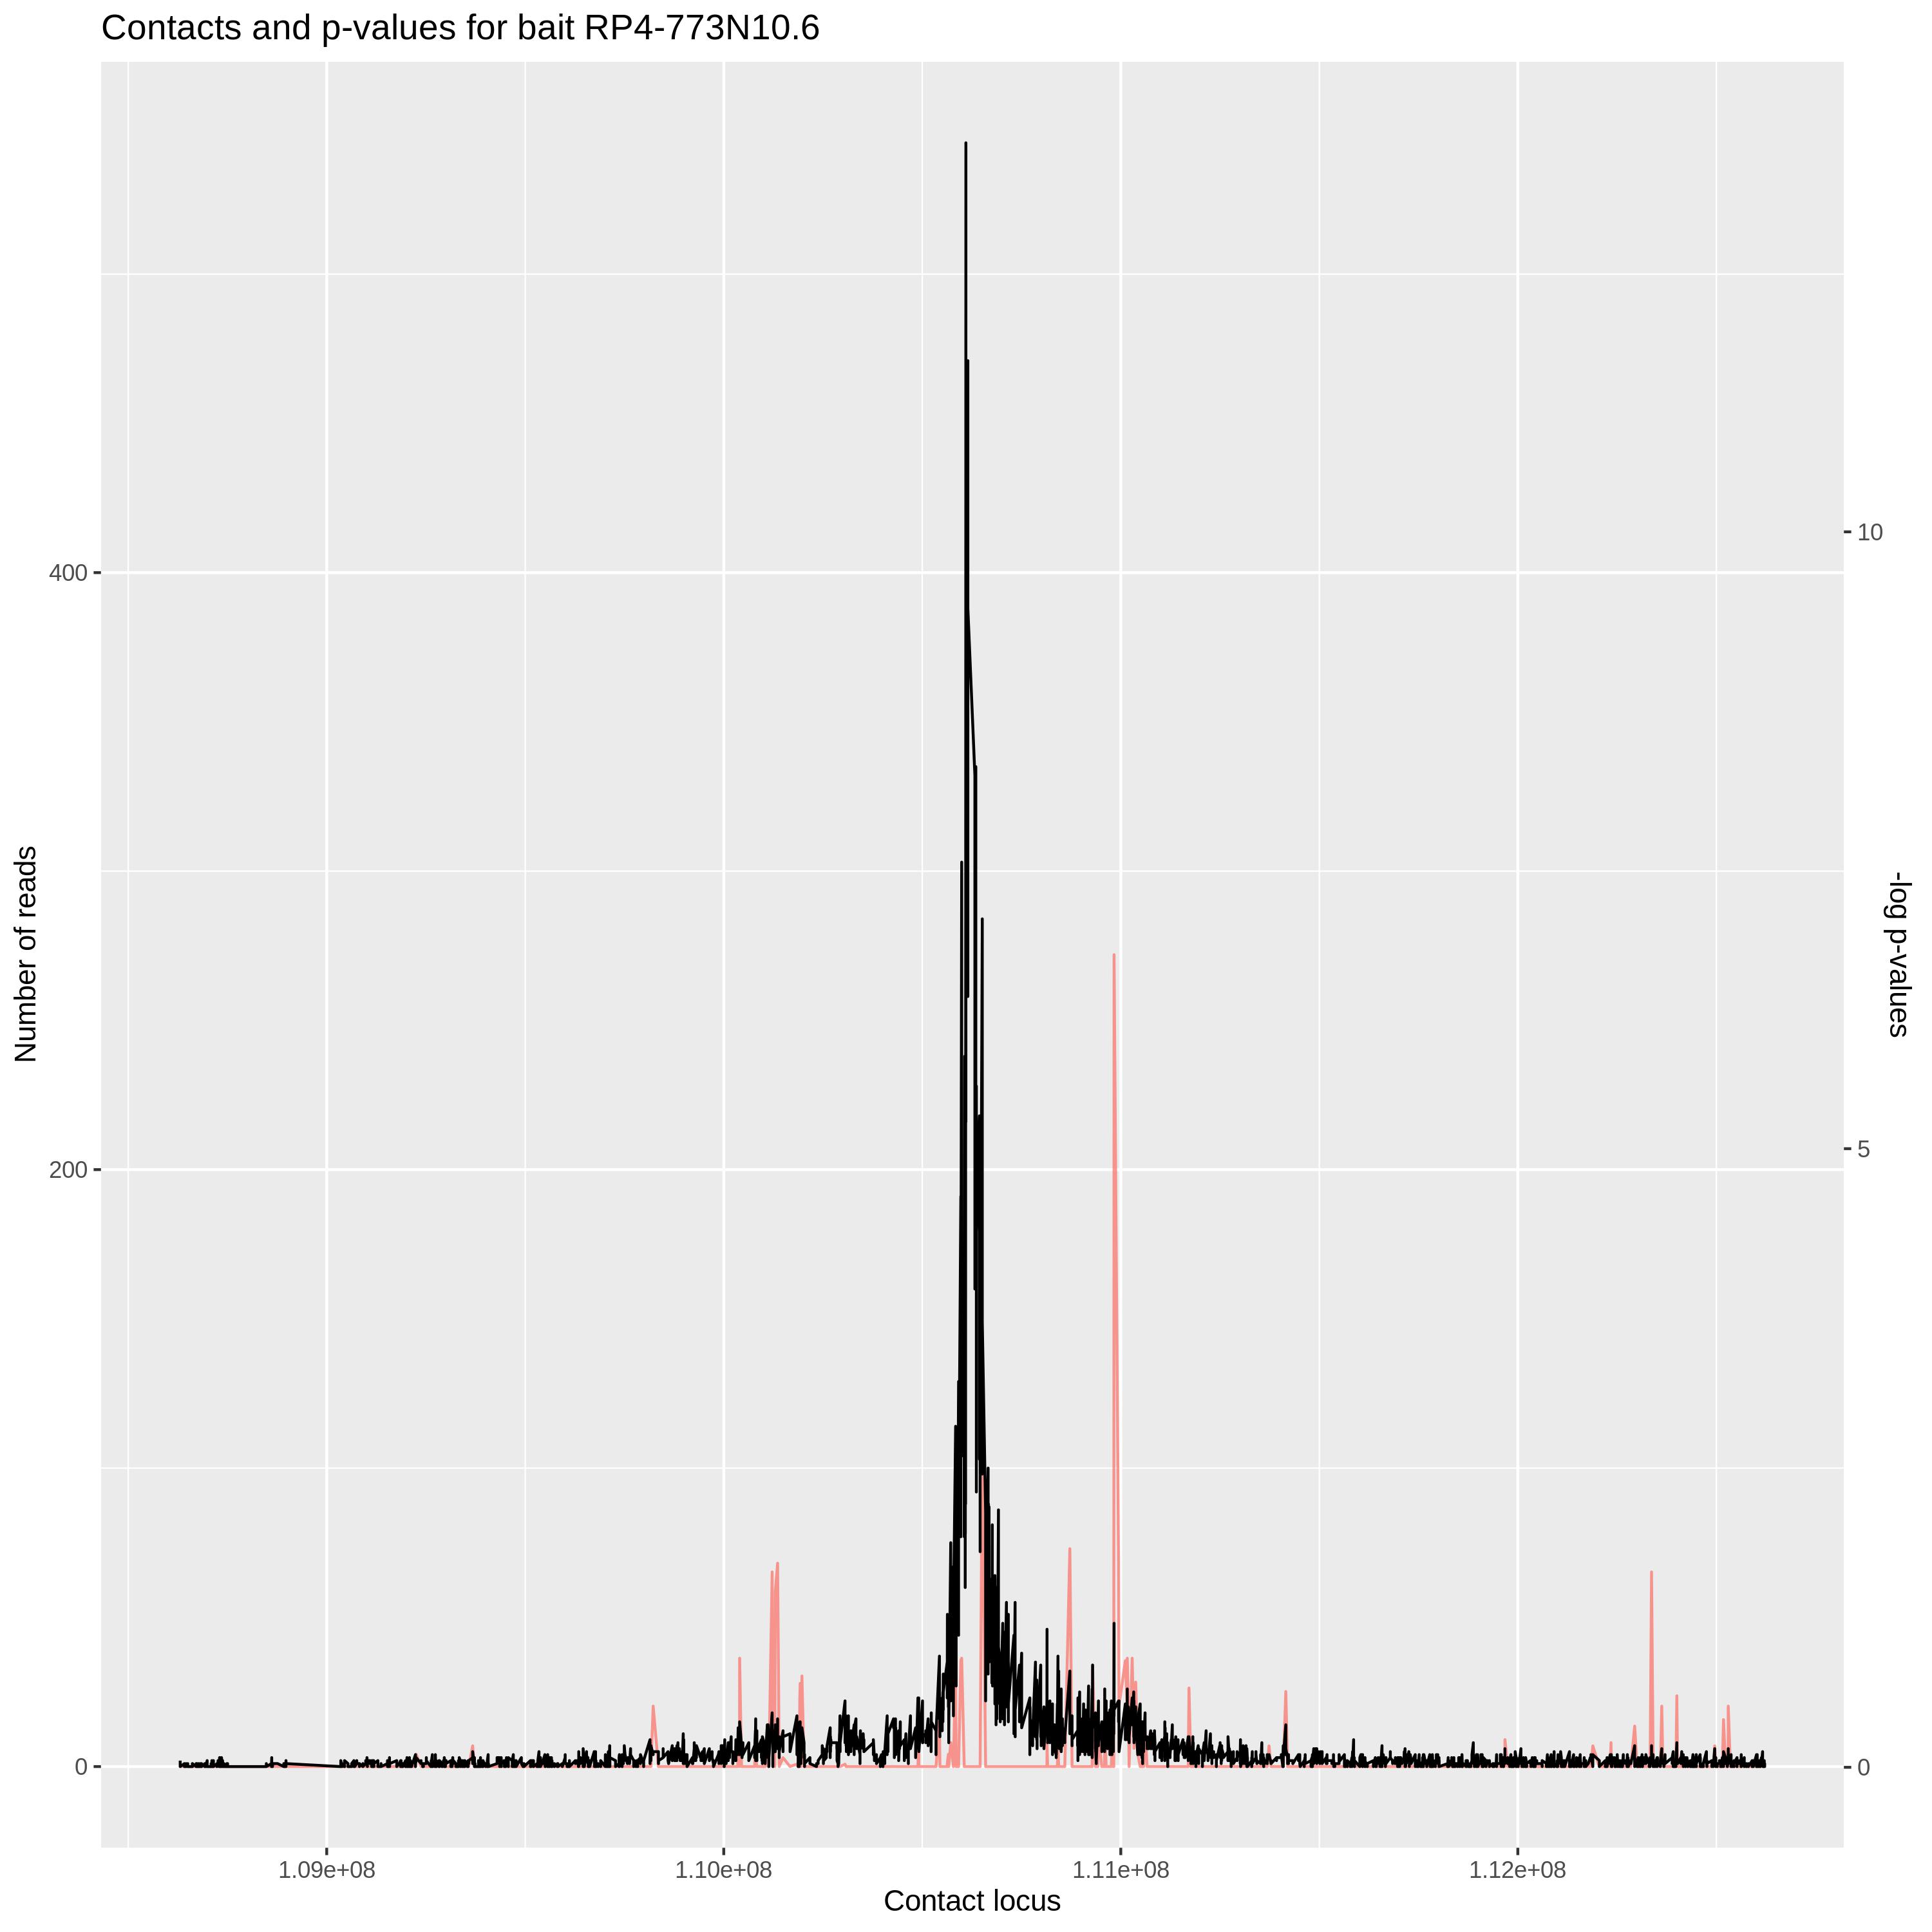 Contacts and p-values for bait RP4-773N10.6
400
200
0
Number of reads
10
5
0
-log p-values
1.09e+08
1.10e+08
1.11e+08
1.12e+08
Contact locus